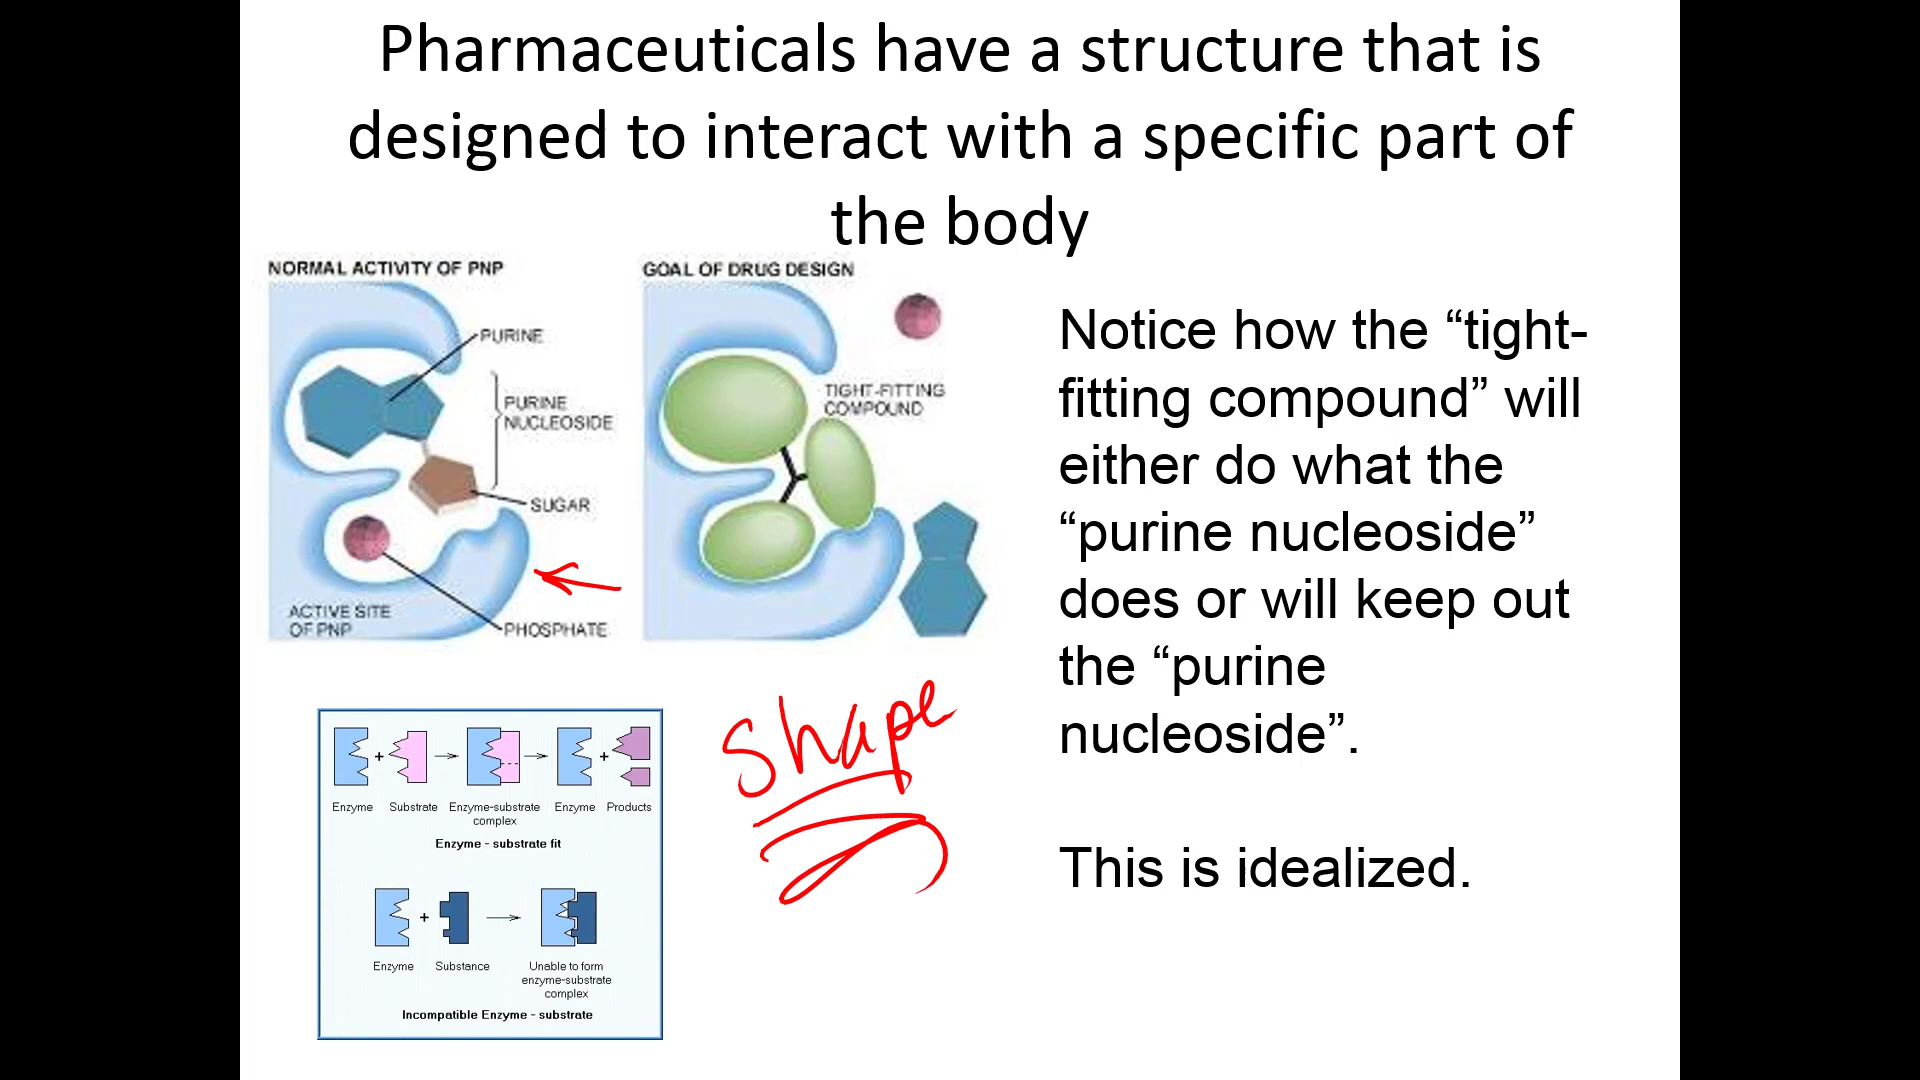 Pharmaceuticals have a structure that is
designed to interact with a specific part of
the body
NORMAL ACTIVITY OF PNP
PURINE
PURINE
NUCLEOSIDE
SUGAR
ACTIVE SITE
OF PNP
PHOSPHATE
GOAL OF DRUG DESIGN
TIGHT-FITTING
COMPOUND
Notice how the “tight-
fitting compound” will
either do what the
“purine nucleoside”
does or will keep out
the “purine
nucleoside”.
This is idealized.
shape
+ → → +
Enzyme Substrate Enzyme-substrate Enzyme Products
complex
Enzyme - substrate fit
+ →
Enzyme Substance Unable to form
enzyme-substrate
complex
Incompatible Enzyme - substrate